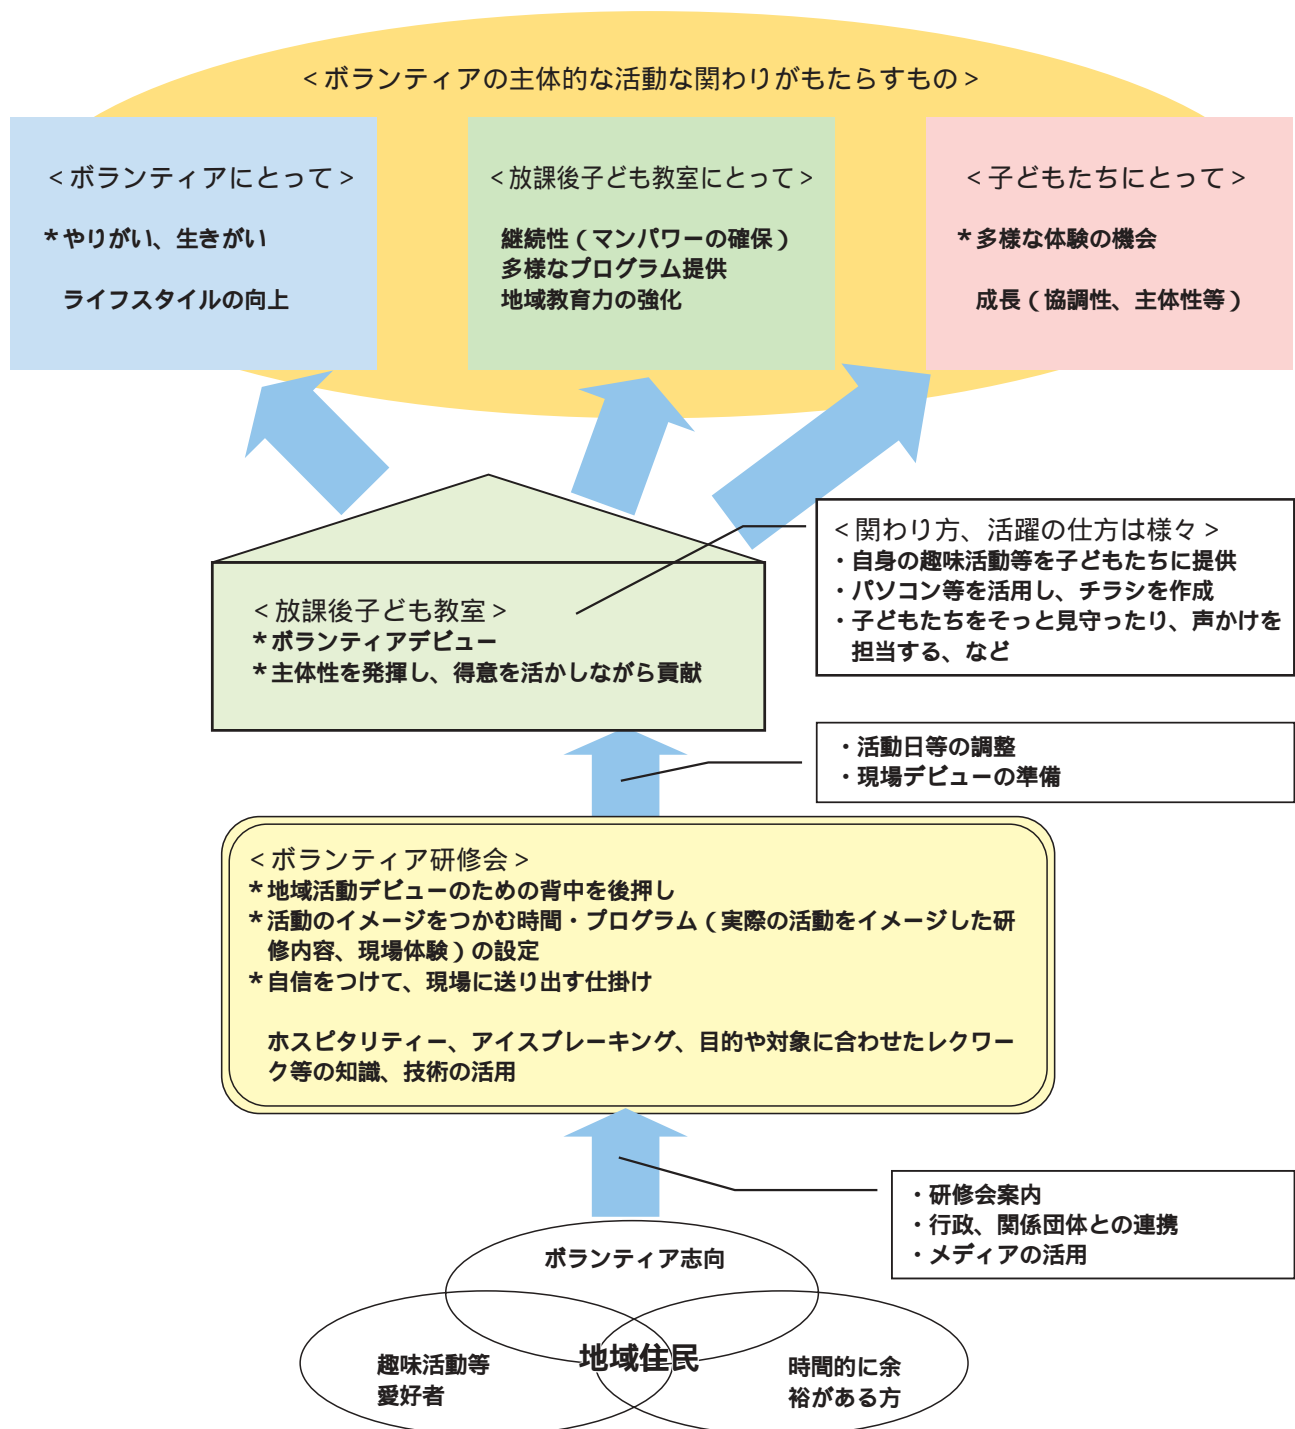 <ボランティアの主体的な活動な関わりがもたらすもの>
<ボランティアにとって>
*やりがい、生きがい
ライフスタイルの向上
<放課後子ども教室にとって>
継続性(マンパワーの確保)
多様なプログラム提供
地域教育力の強化
<子どもたちにとって>
*多様な体験の機会
成長(協調性、主体性等)
<関わり方、活躍の仕方は様々>
・自身の趣味活動等を子どもたちに提供
・パソコン等を活用し、チラシを作成
・子どもたちをそっと見守ったり、声かけを
担当する、など
<放課後子ども教室>
*ボランティアデビュー
*主体性を発揮し、得意を活かしながら貢献
・活動日等の調整
・現場デビューの準備
<ボランティア研修会>
*地域活動デビューのための背中を後押し
*活動のイメージをつかむ時間・プログラム(実際の活動をイメージした研
修内容、現場体験)の設定
*自信をつけて、現場に送り出す仕掛け
ホスピタリティー、アイスブレーキング、目的や対象に合わせたレクワー
ク等の知識、技術の活用
・研修会案内
・行政、関係団体との連携
・メディアの活用
ボランティア志向
地域住民
趣味活動等
愛好者
時間的に余
裕がある方